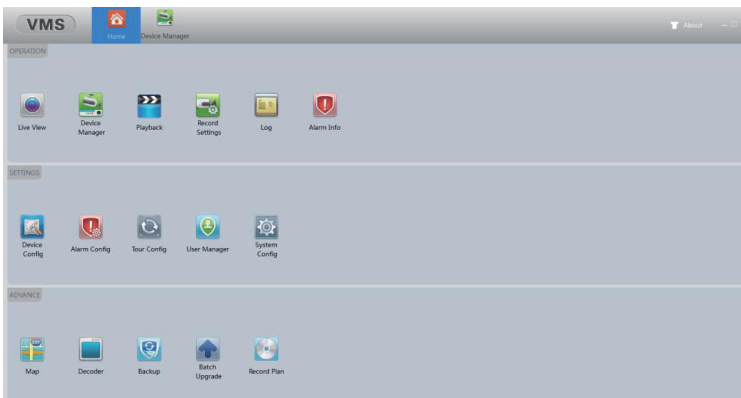 VMS
Home
Device Manager
About
OPERATION
Live View
Device
Manager
Playback
Record
Settings
Log
Alarm Info
SETTINGS
Device
Config
Alarm Config
Tour Config
User Manager
System
Config
ADVANCE
Map
Decoder
Backup
Batch
Upgrade
Record Plan